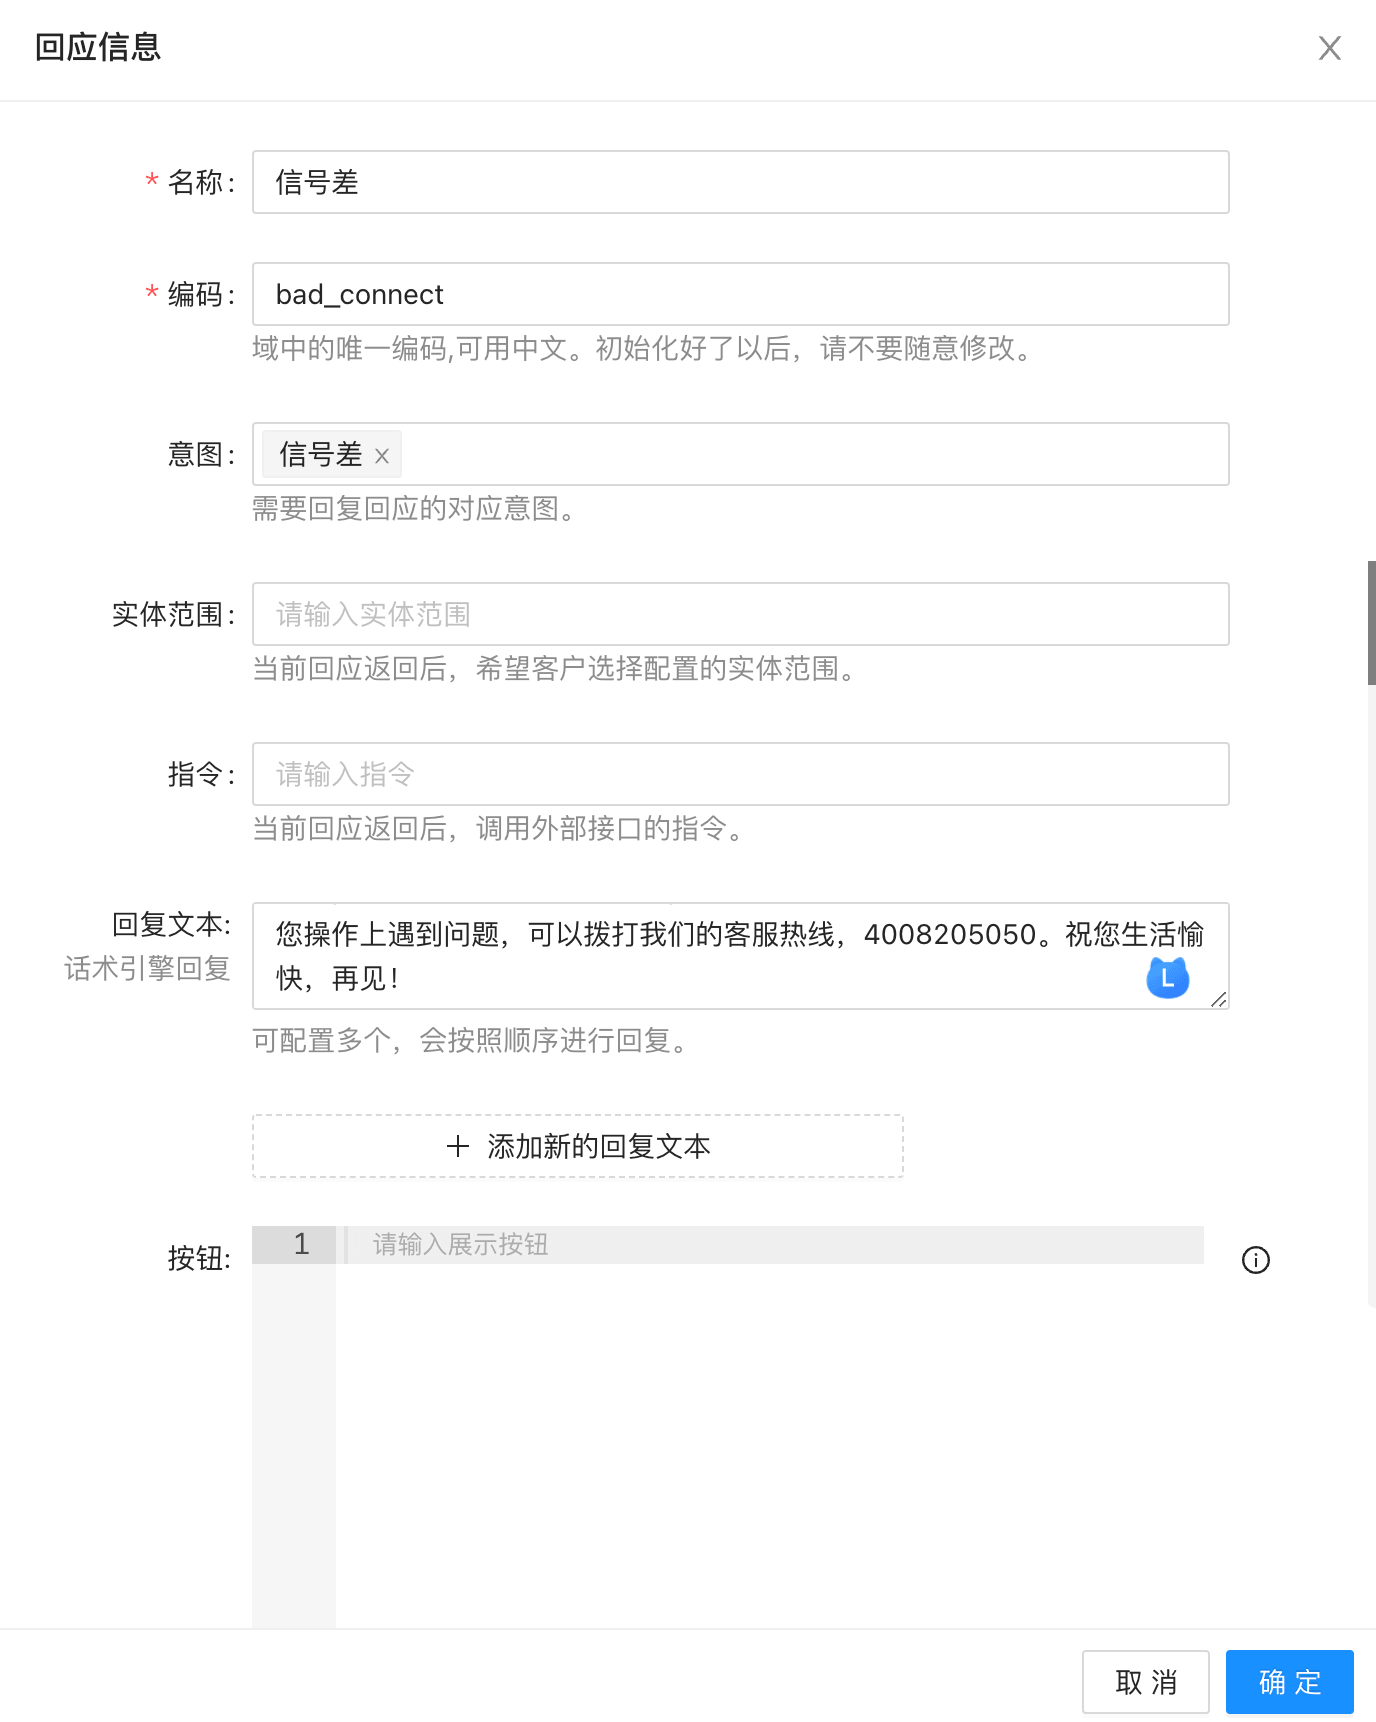 回应信息
* 名称:
信号差
* 编码:
bad_connect
域中的唯一编码,可用中文。初始化好了以后，请不要随意修改。
意图:
信号差
需要回复回应的对应意图。
实体范围:
请输入实体范围
当前回应返回后，希望客户选择配置的实体范围。
指令:
请输入指令
当前回应返回后，调用外部接口的指令。
回复文本:
话术引擎回复
您操作上遇到问题，可以拨打我们的客服热线，4008205050。祝您生活愉
快，再见！
L
可配置多个，会按照顺序进行回复。
添加新的回复文本
按钮:
1
请输入展示按钮
取 消
确 定